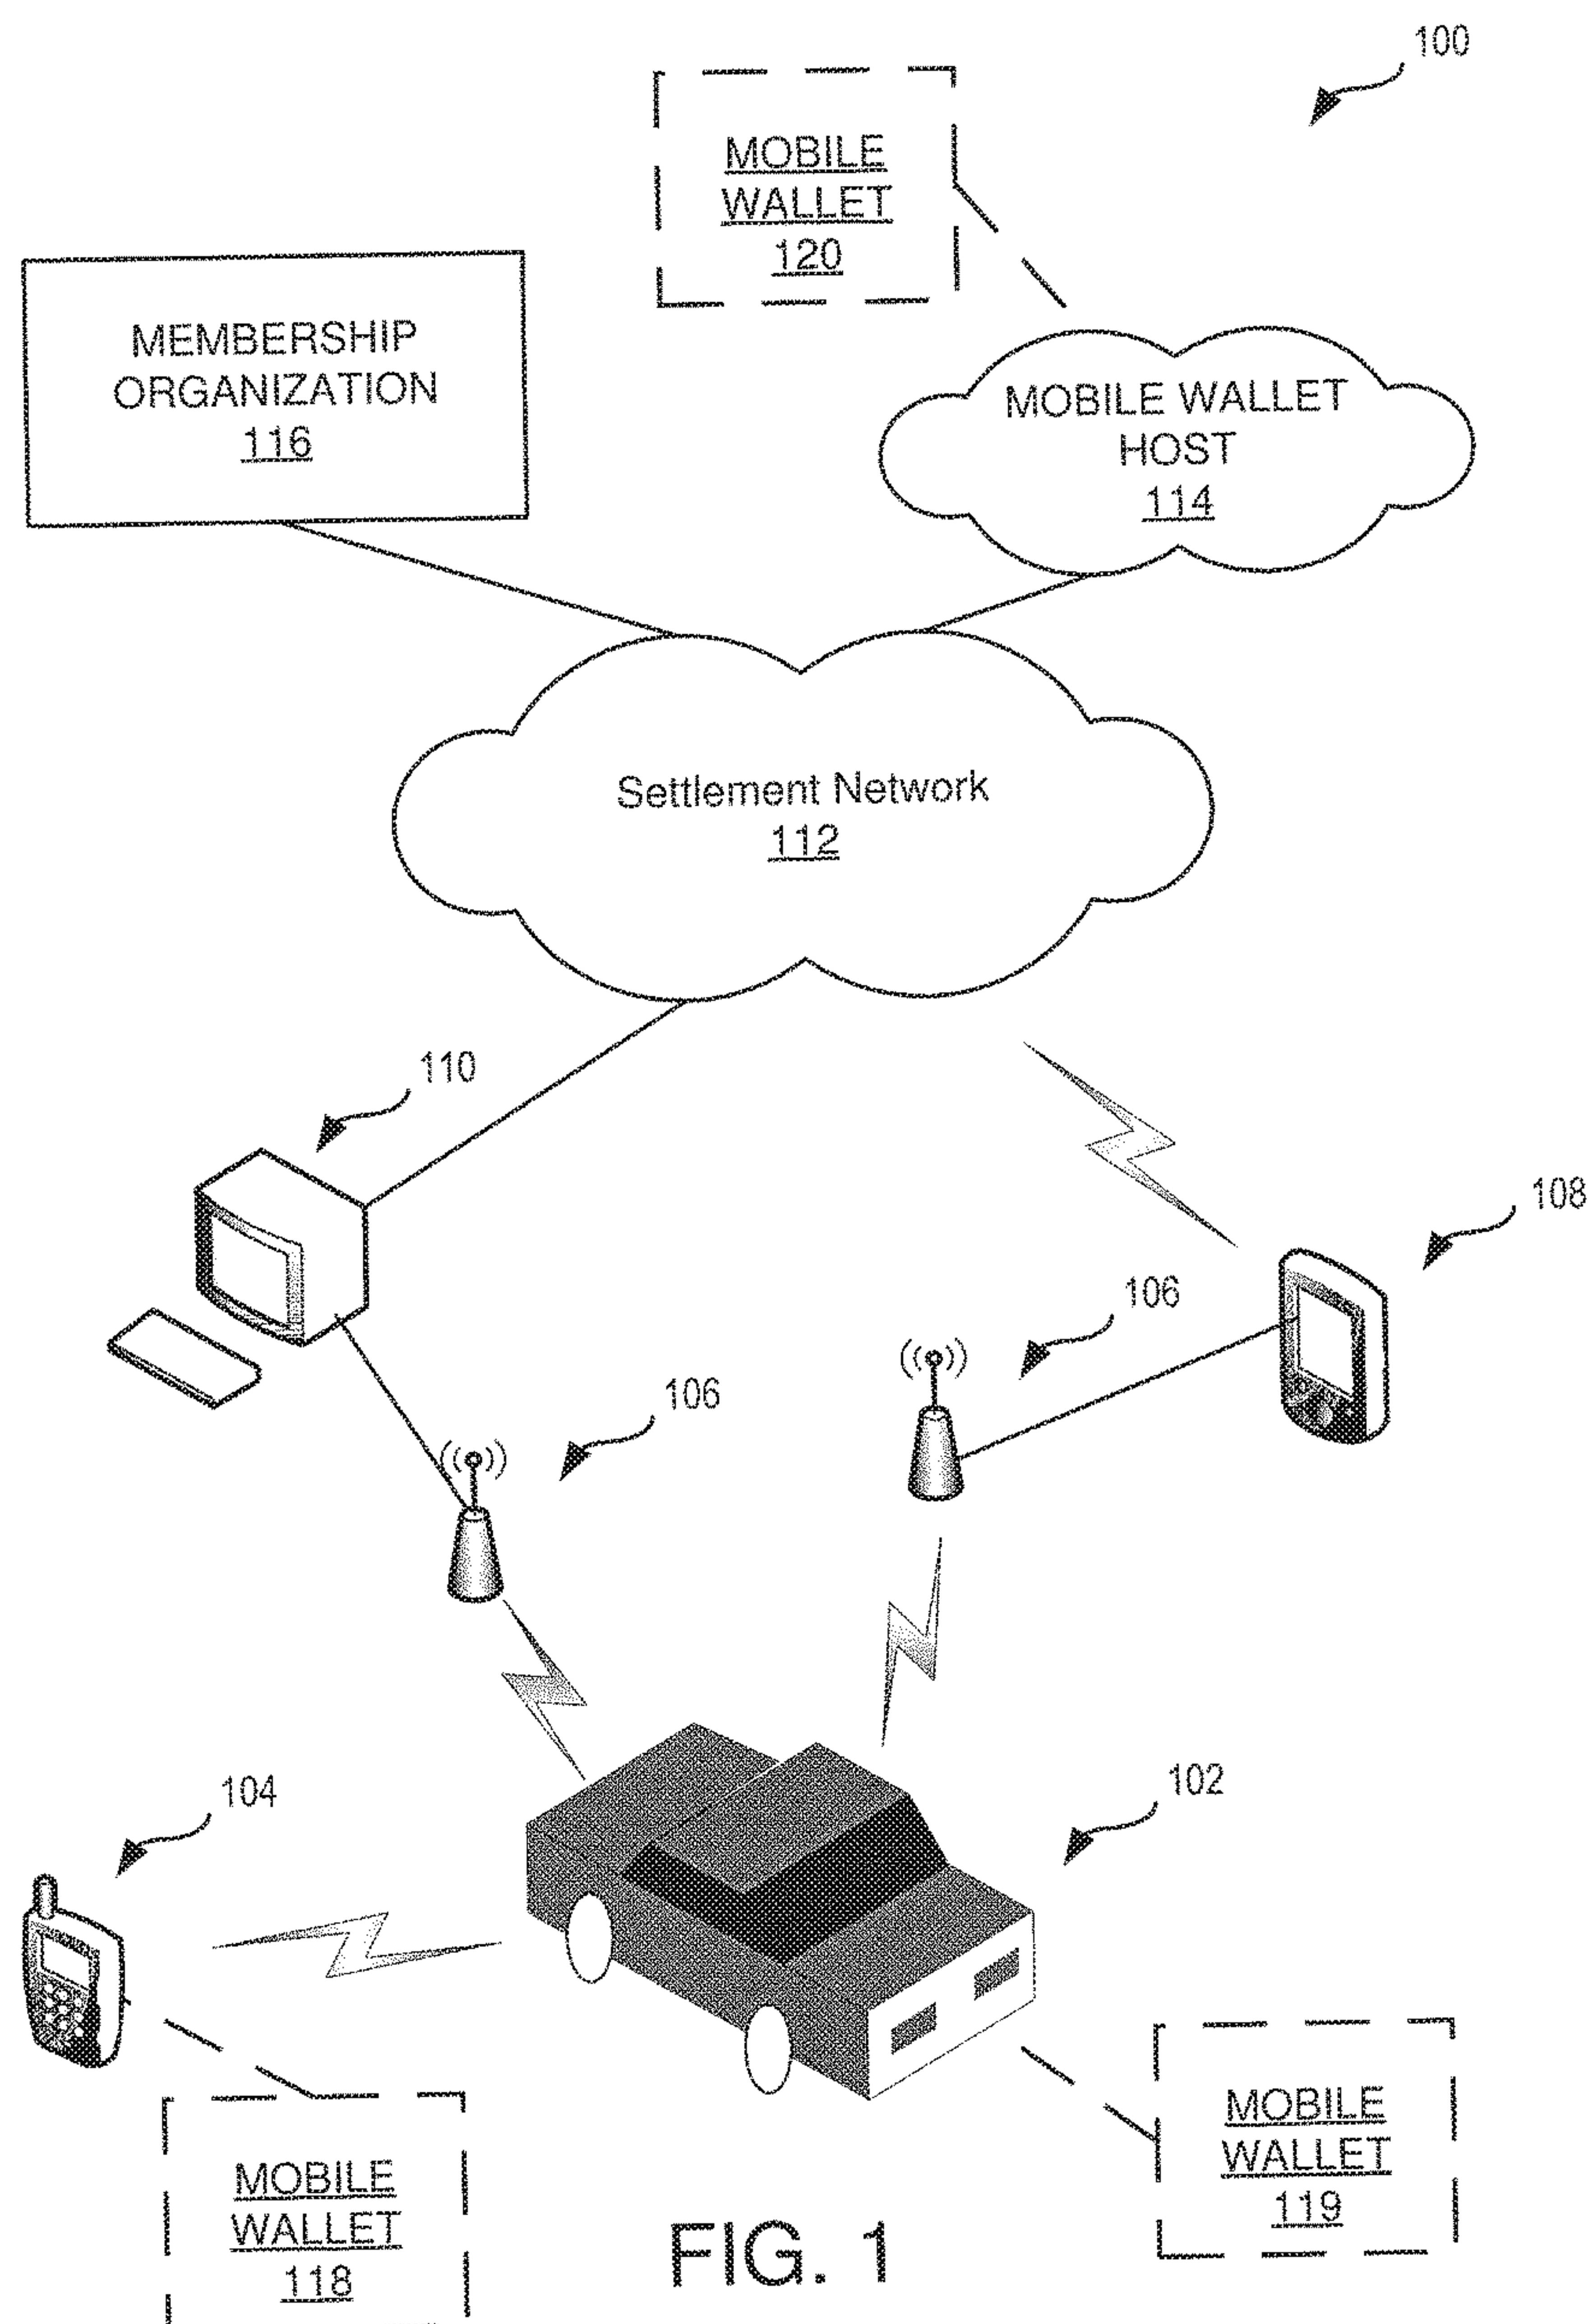 100
MOBILE
WALLET
120
MEMBERSHIP
ORGANIZATION
116
MOBILE WALLET
HOST
114
Settlement Network
112
110
108
106
106
104
102
MOBILE
WALLET
119
MOBILE
WALLET
118
FIG. 1